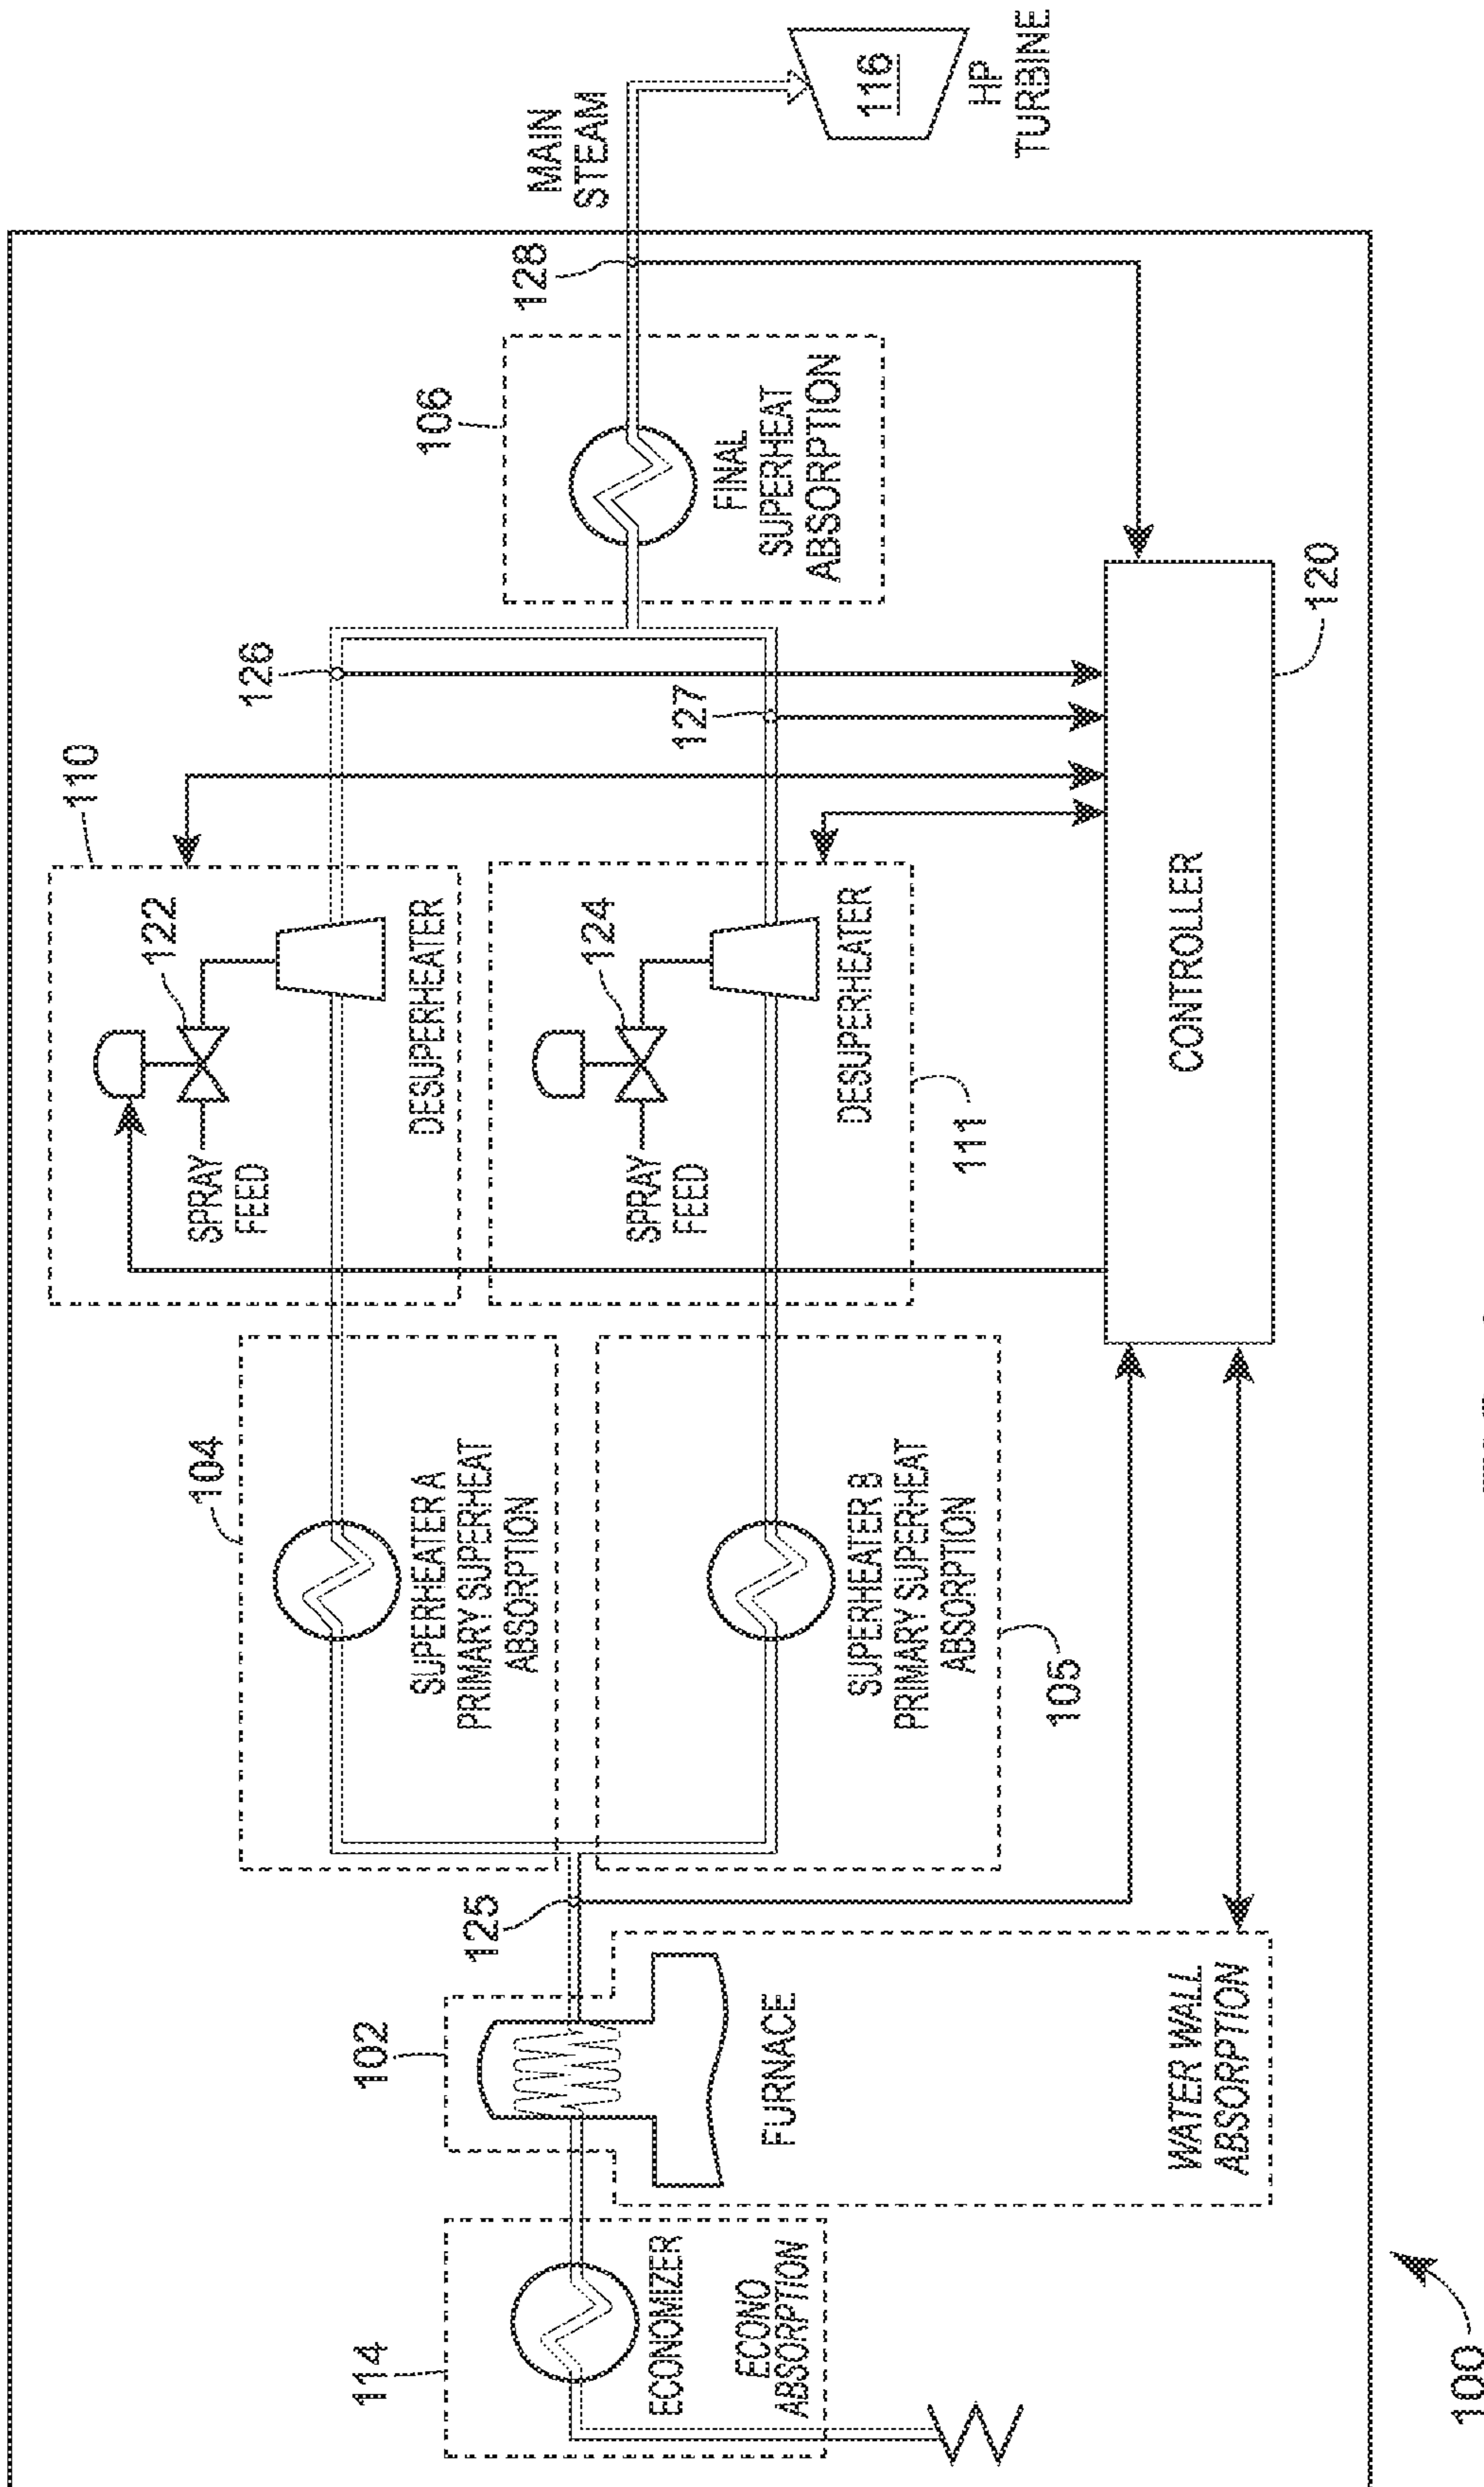 110
126
MAIN
STEAM
122
SPRAY
FEED
DESUPERHEATER
104
SUPERHEATER A
PRIMARY SUPERHEAT
ABSORPTION
106
128
116
HP
TURBINE
FINAL
SUPERHEAT
ABSORPTION
127
124
SPRAY
FEED
DESUPERHEATER
111
125
SUPERHEATER B
PRIMARY SUPERHEAT
ABSORPTION
105
102
FURNACE
WATER WALL
ABSORPTION
114
ECONOMIZER
ECONO
ABSORPTION
CONTROLLER
120
100